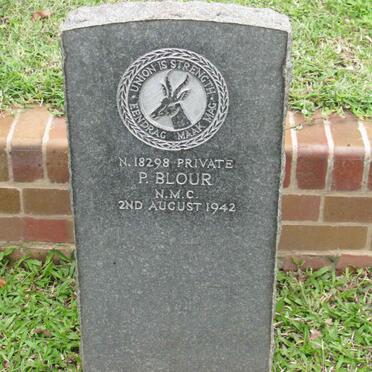 UNION IS STRENGTH
EENDRAG MAAK MAG
N. 18298 PRIVATE
P. BLOUR
N.M.C.
2ND AUGUST 1942